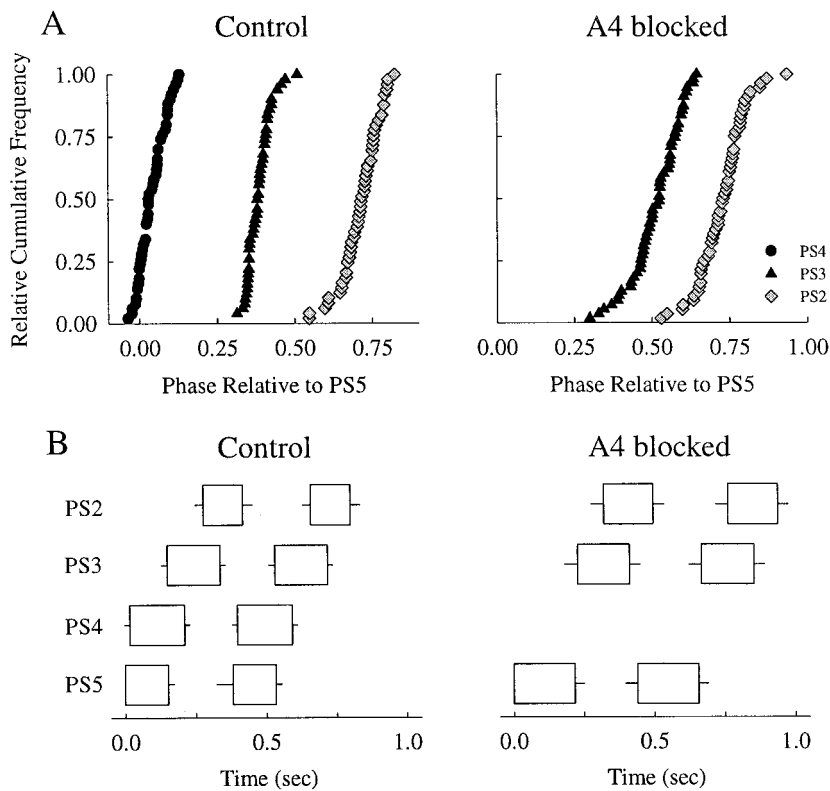 A
Control
A4 blocked
Relative Cumulative Frequency
1.00
0.75
0.50
0.25
0.00
0.00 0.25 0.50 0.75
0.00 0.25 0.50 0.75 1.00
PS4
PS3
PS2
Phase Relative to PS5
Phase Relative to PS5
B
Control
A4 blocked
PS2
PS3
PS4
PS5
0.0 0.5 1.0
0.0 0.5 1.0
Time (sec)
Time (sec)